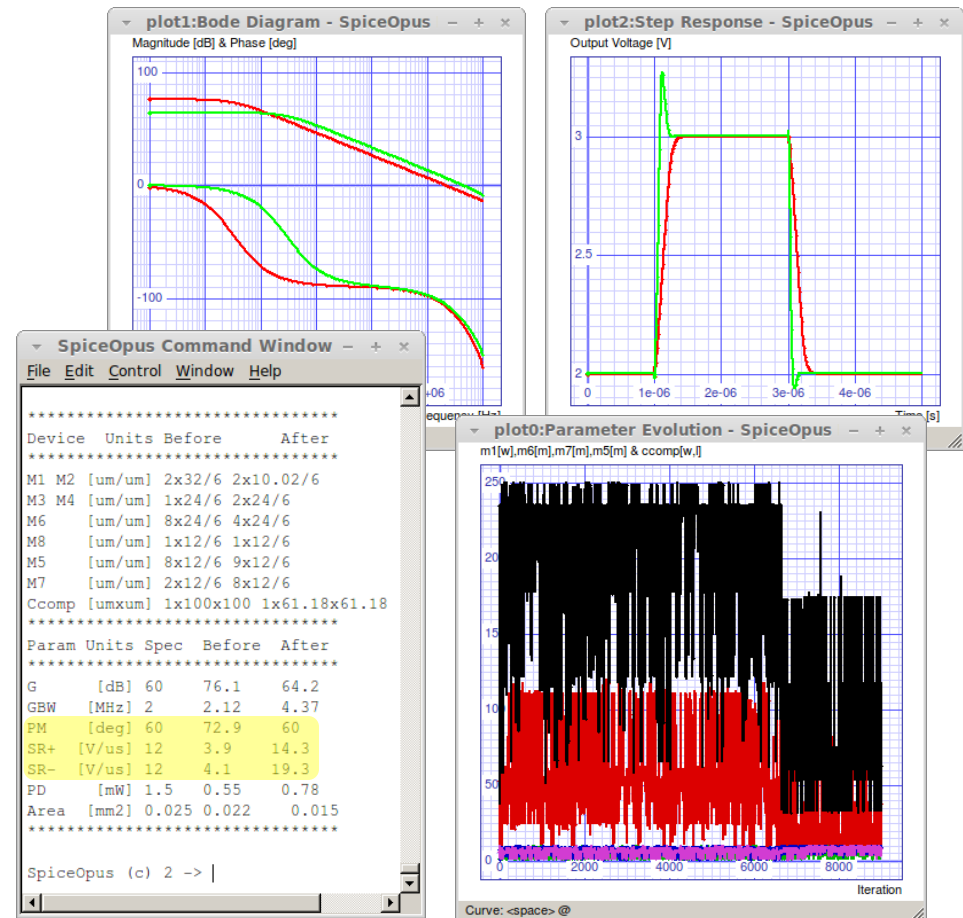 plot1:Bode Diagram - SpiceOpus
Magnitude [dB] & Phase [deg]
100
0
-100
+06
equency [Hz]
plot2:Step Response - SpiceOpus
Output Voltage [V]
3
2.5
2
0 1e-06 2e-06 3e-06 4e-06
Time [s]
SpiceOpus Command Window
File Edit Control Window Help
*********************************
Device Units Before After
*********************************
M1 M2 [um/um] 2x32/6 2x10.02/6
M3 M4 [um/um] 1x24/6 2x24/6
M6 [um/um] 8x24/6 4x24/6
M8 [um/um] 1x12/6 1x12/6
M5 [um/um] 8x12/6 9x12/6
M7 [um/um] 2x12/6 8x12/6
Ccomp [umxum] 1x100x100 1x61.18x61.18
*********************************
Param Units Spec Before After
*********************************
G [dB] 60 76.1 64.2
GBW [MHz] 2 2.12 4.37
PM [deg] 60 72.9 60
SR+ [V/us] 12 3.9 14.3
SR- [V/us] 12 4.1 19.3
PD [mW] 1.5 0.55 0.78
Area [mm2] 0.025 0.022 0.015
*********************************
SpiceOpus (c) 2 -> |
plot0:Parameter Evolution - SpiceOpus
m1[w],m6[m],m7[m],m5[m] & ccomp[w,l]
250
20
15
10
50
0
0 2000 4000 6000 8000
Iteration
Curve: <space> @